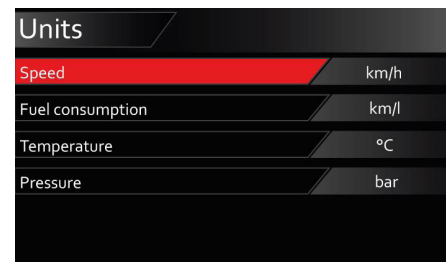 Units
Speed km/h
Fuel consumption km/l
Temperature °C
Pressure bar